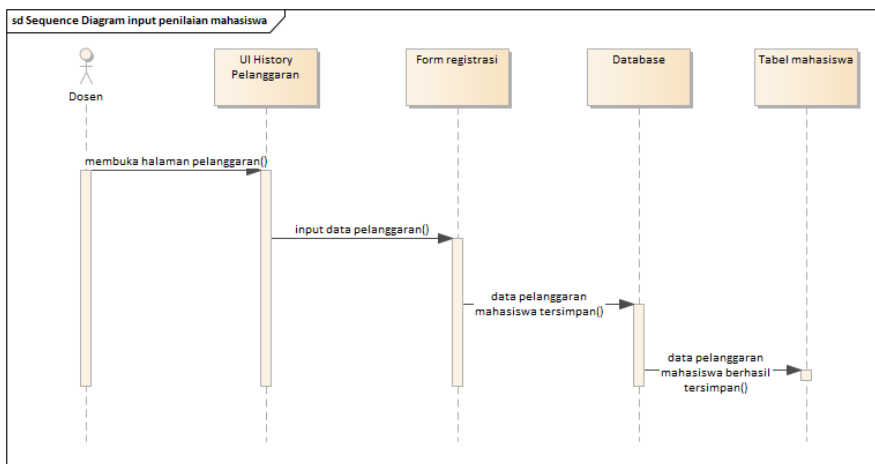 sd Sequence Diagram input penilaian mahasiswa
Dosen
UI History
Pelanggaran
Form registrasi
Database
Tabel mahasiswa
membuka halaman pelanggaran()
input data pelanggaran()
data pelanggaran
mahasiswa tersimpan()
data pelanggaran
mahasiswa berhasil
tersimpan()